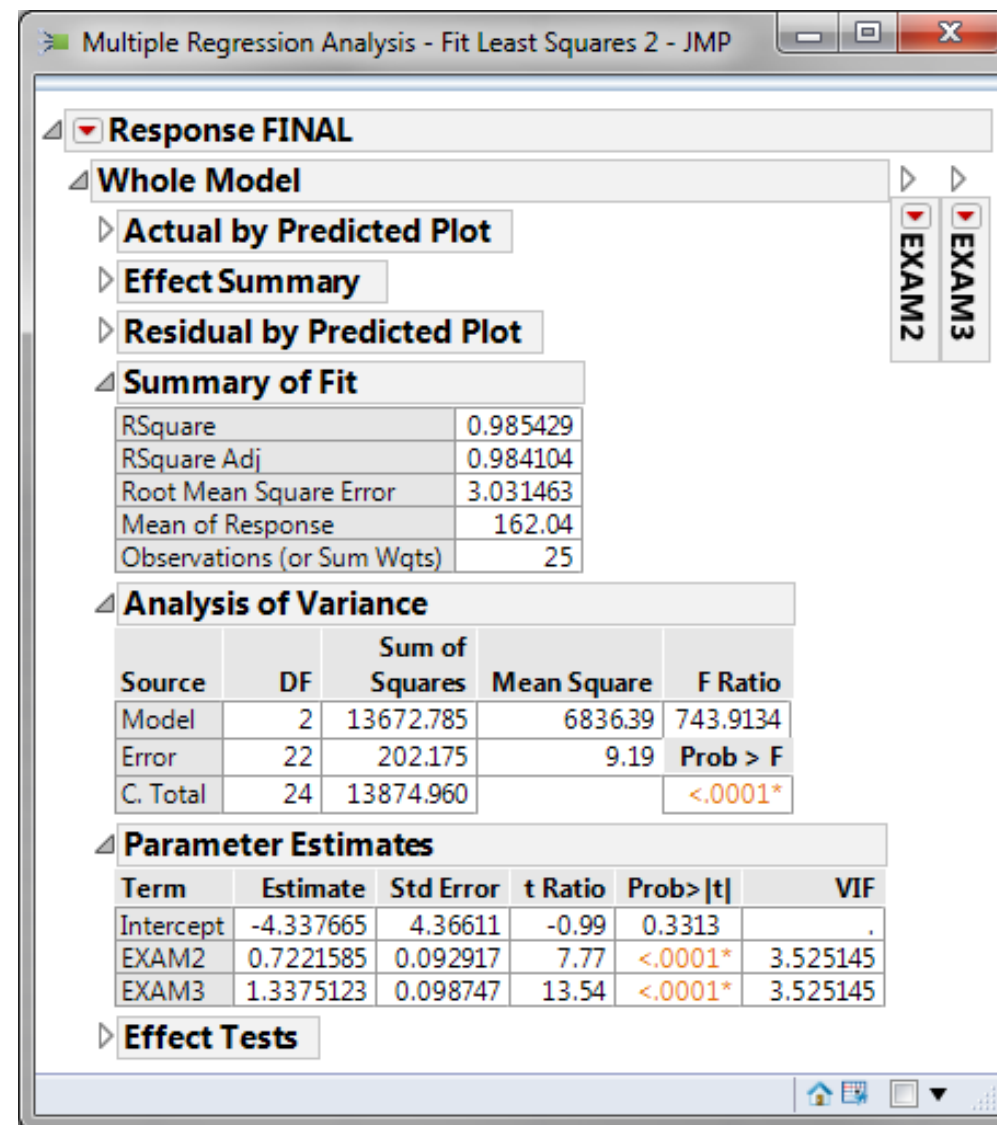 Multiple Regression Analysis - Fit Least Squares 2 - JMP
Response FINAL
Whole Model
Actual by Predicted Plot
Effect Summary
Residual by Predicted Plot
EXAM2
EXAM3
Summary of Fit
RSquare 0.985429
RSquare Adj 0.984104
Root Mean Square Error 3.031463
Mean of Response 162.04
Observations (or Sum Wgts) 25
Analysis of Variance
Sum of
Source DF Squares Mean Square F Ratio
Model 2 13672.785 6836.39 743.9134
Error 22 202.175 9.19 Prob > F
C. Total 24 13874.960 <.0001*
Parameter Estimates
Term Estimate Std Error t Ratio Prob>|t| VIF
Intercept -4.337665 4.36611 -0.99 0.3313 .
EXAM2 0.7221585 0.092917 7.77 <.0001* 3.525145
EXAM3 1.3375123 0.098747 13.54 <.0001* 3.525145
Effect Tests